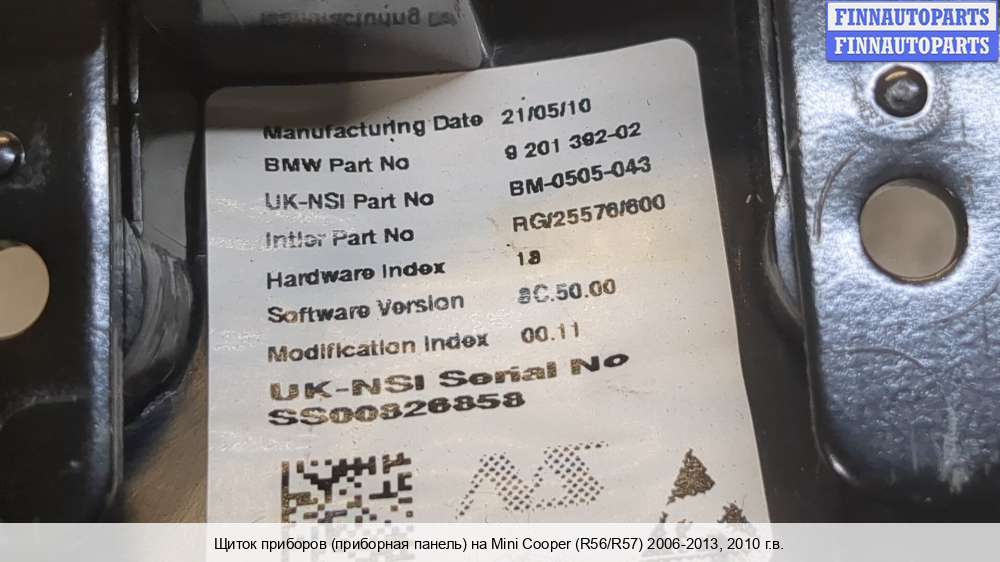 FINNAUTOPARTS
FINNAUTOPARTS
Manufacturing Date 21/05/10
BMW Part No 9 201 392-02
UK-NSI Part No BM-0505-043
Intier Part No RG/25576/600
Hardware Index 18
Software Version 8C.50.00
Modification Index 00.11
UK-NSI Serial No
SS00826858
Щиток приборов (приборная панель) на Mini Cooper (R56/R57) 2006-2013, 2010 г.в.